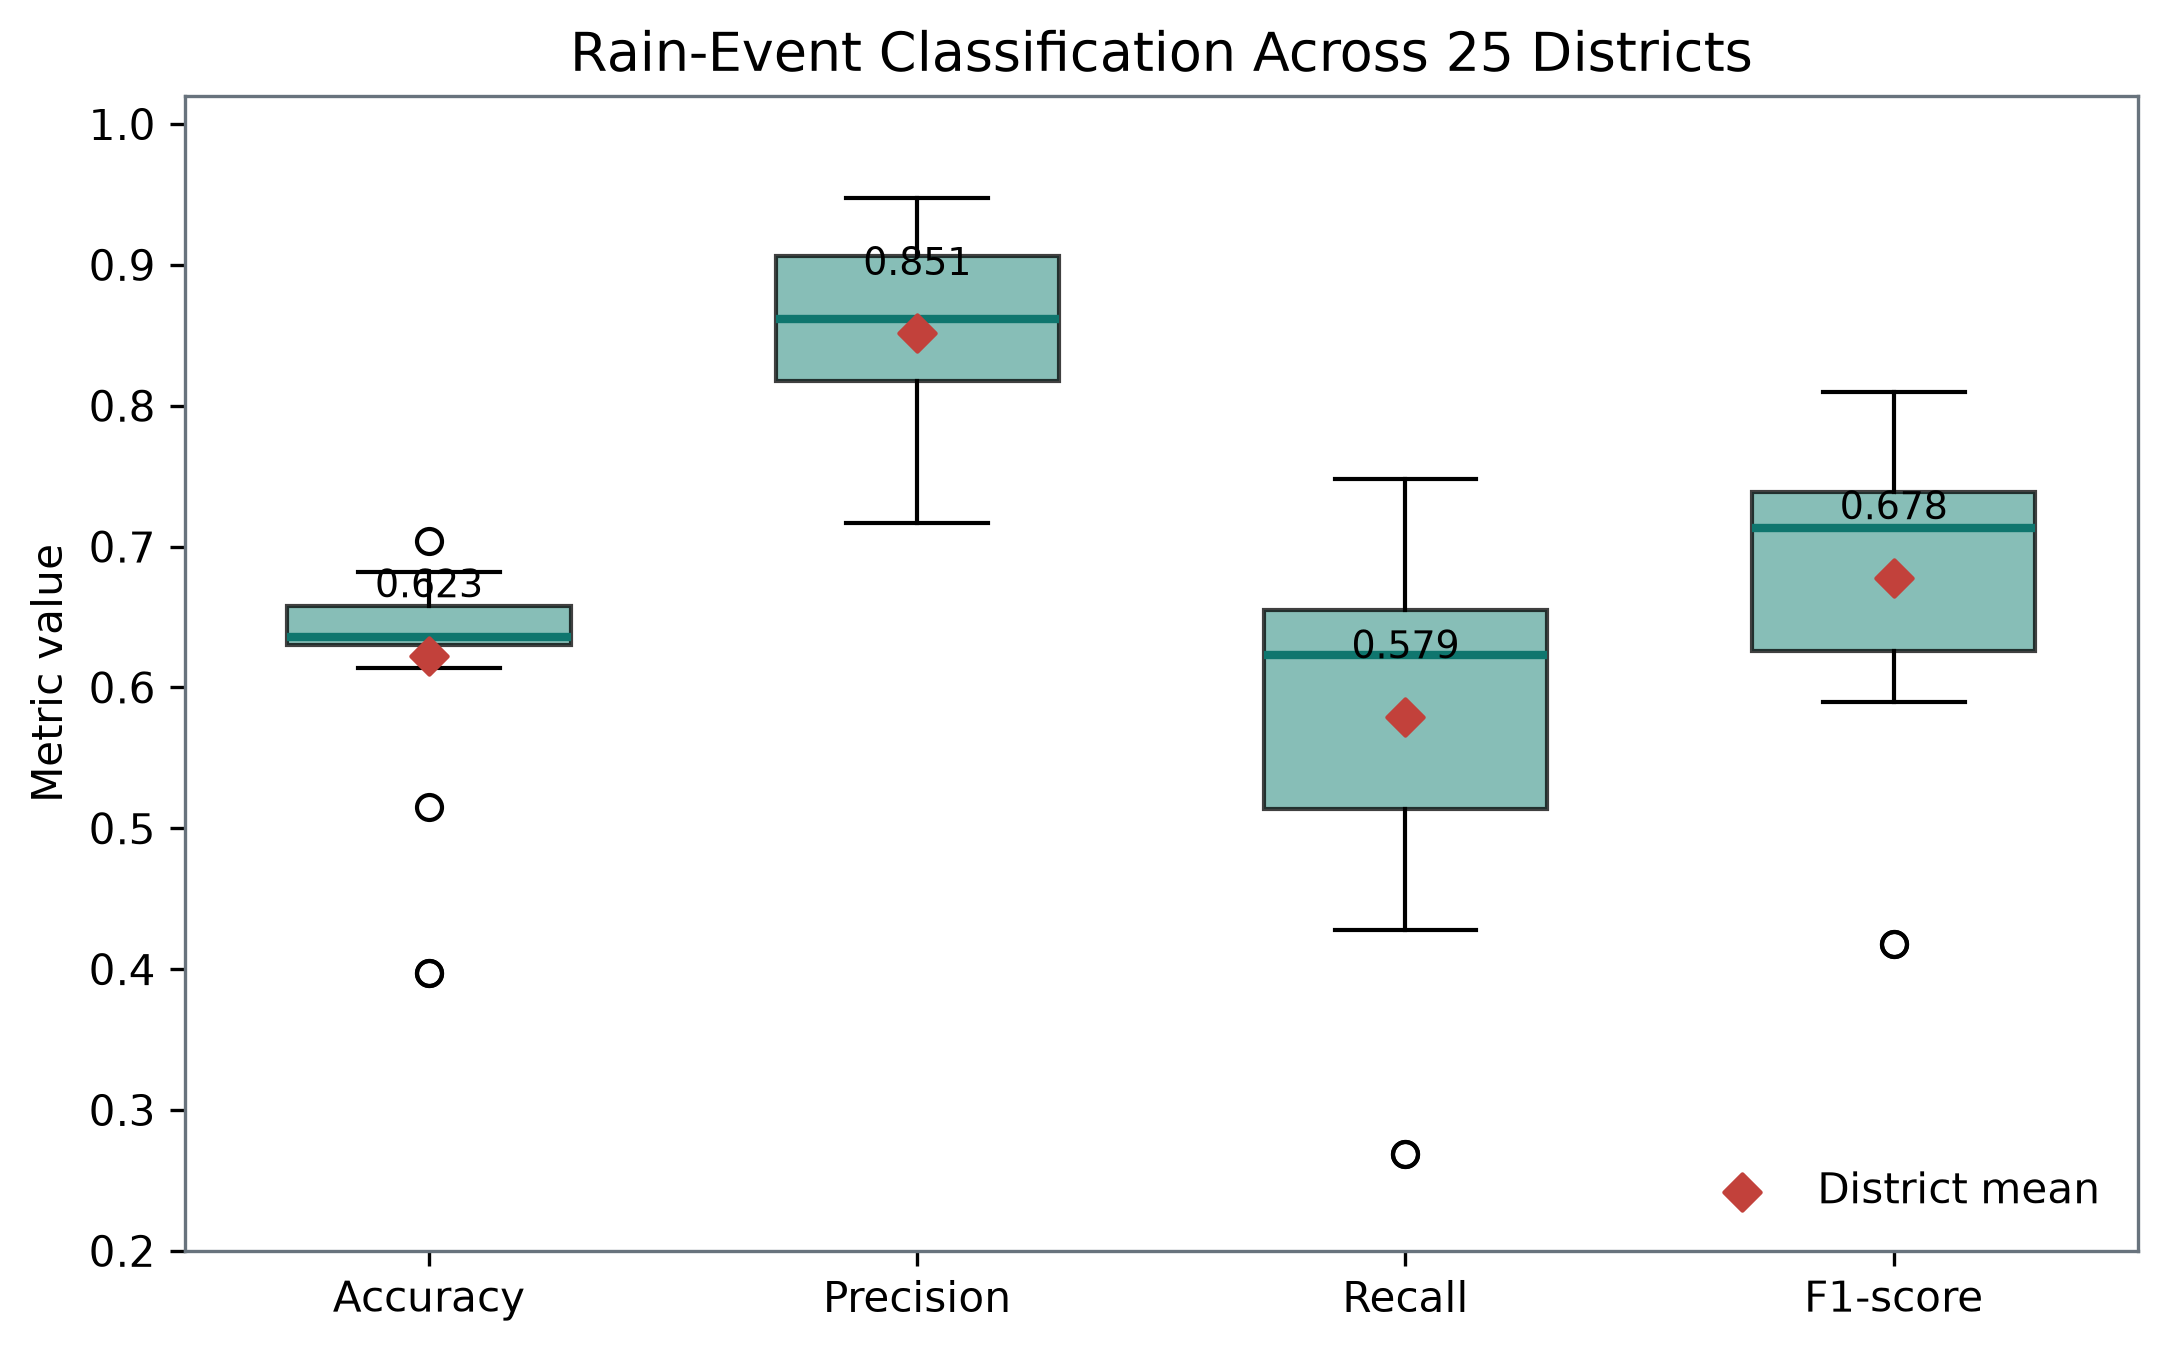 Rain-Event Classification Across 25 Districts
Metric value
1.0
0.9
0.8
0.7
0.6
0.5
0.4
0.3
0.2
0.623
0.851
0.579
0.678
District mean
Accuracy
Precision
Recall
F1-score